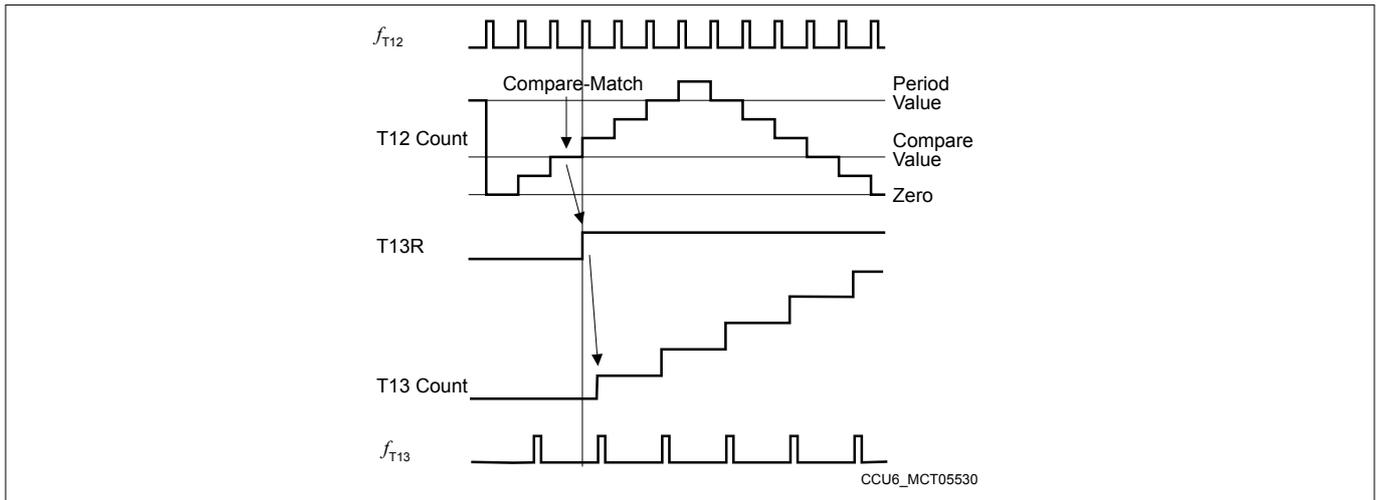 fT12
Compare-Match
Period
Value
T12 Count
Compare
Value
Zero
T13R
T13 Count
fT13
CCU6_MCT05530